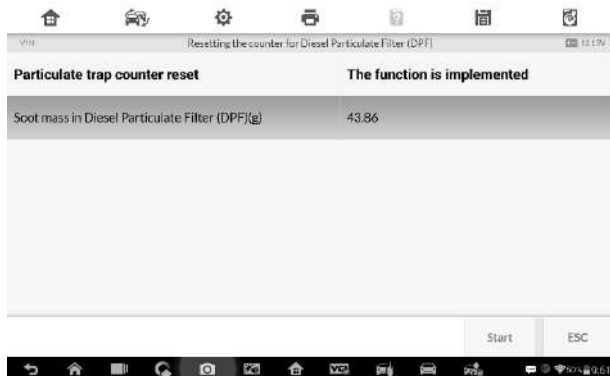 VIN:
Resetting the counter for Diesel Particulate Filter (DPF)
Particulate trap counter reset
The function is implemented
Soot mass in Diesel Particulate Filter (DPF)(g)
43.86
Start
ESC
VCI